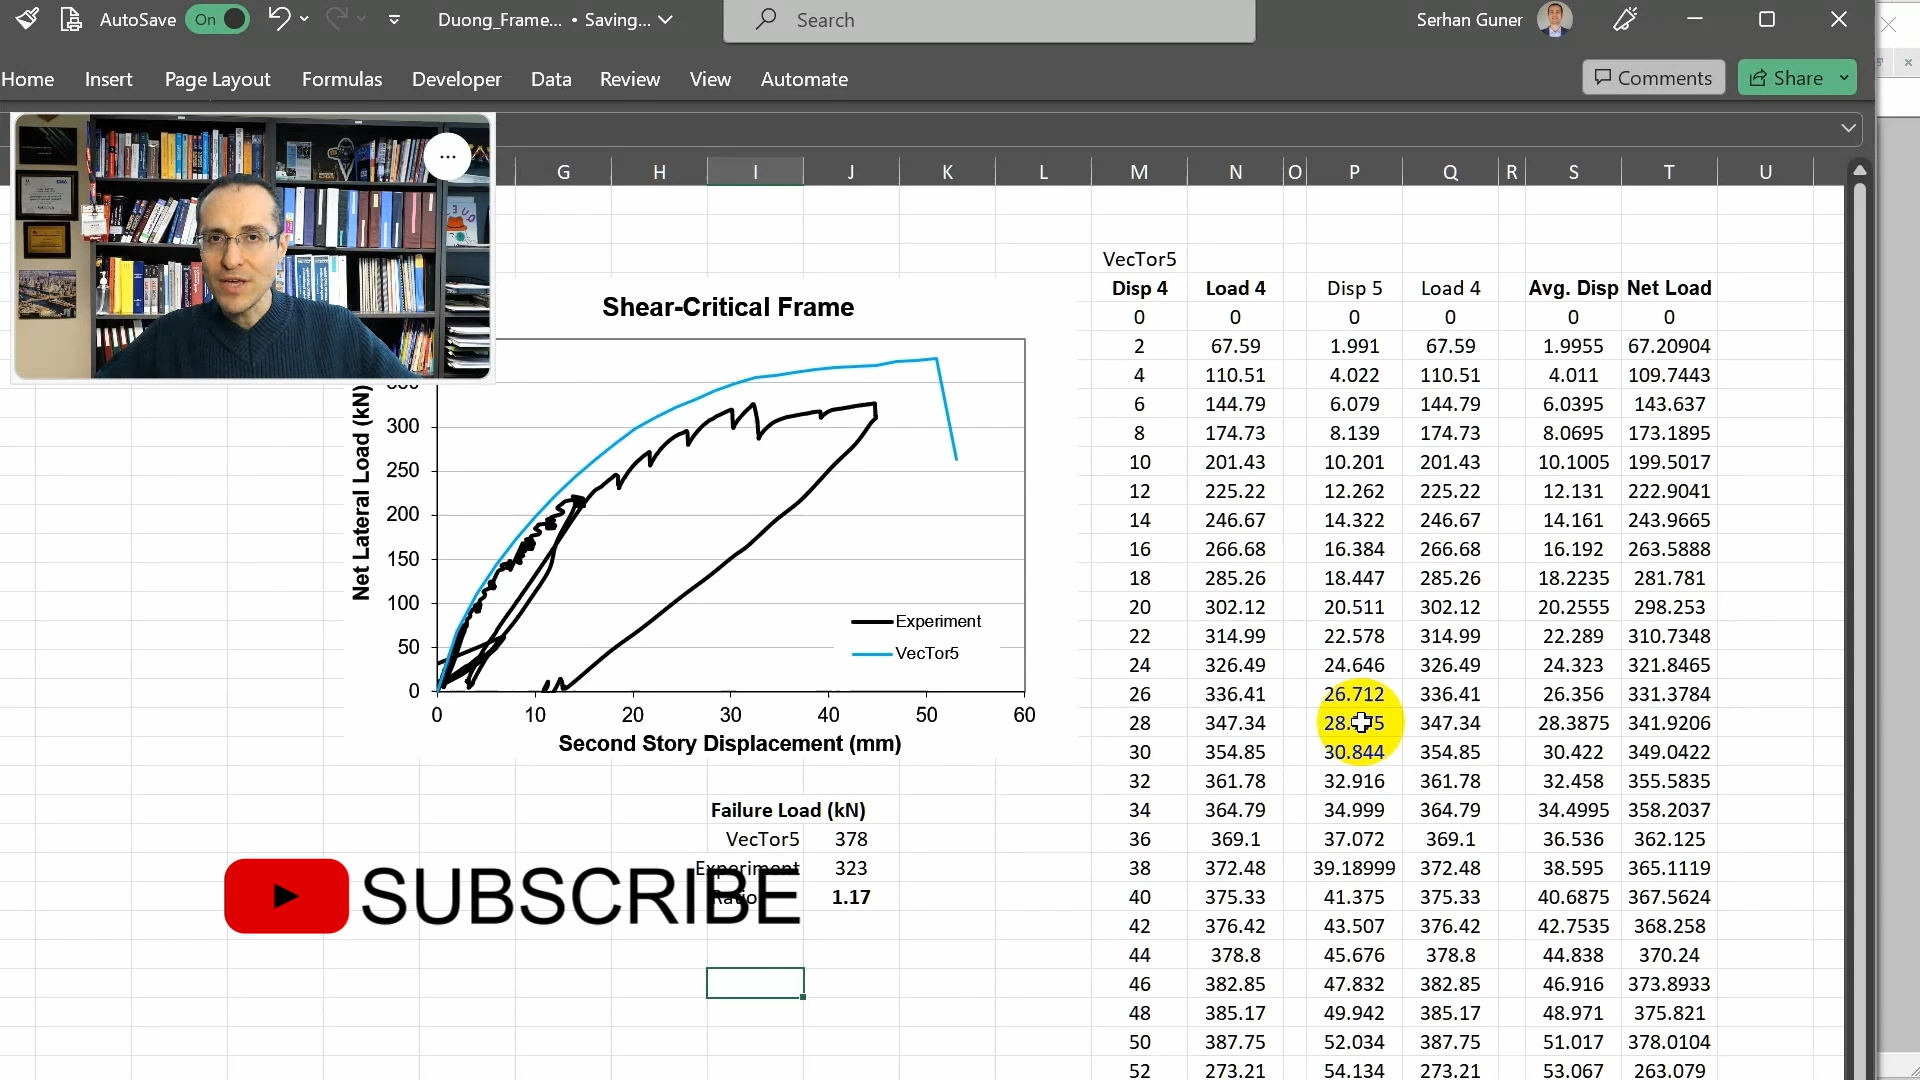 AutoSave On Duong_Frame... • Saving... Search Serhan Guner
Home Insert Page Layout Formulas Developer Data Review View Automate Comments Share
G H I J K L M N O P Q R S T U
VecTor5
Disp 4 Load 4 Disp 5 Load 4 Avg. Disp Net Load
0 0 0 0 0 0
2 67.59 1.991 67.59 1.9955 67.20904
4 110.51 4.022 110.51 4.011 109.7443
6 144.79 6.079 144.79 6.0395 143.637
8 174.73 8.139 174.73 8.0695 173.1895
10 201.43 10.201 201.43 10.1005 199.5017
12 225.22 12.262 225.22 12.131 222.9041
14 246.67 14.322 246.67 14.161 243.9665
16 266.68 16.384 266.68 16.192 263.5888
18 285.26 18.447 285.26 18.2235 281.781
20 302.12 20.511 302.12 20.2555 298.253
22 314.99 22.578 314.99 22.289 310.7348
24 326.49 24.646 326.49 24.323 321.8465
26 336.41 26.712 336.41 26.356 331.3784
28 347.34 347.34 28.3875 341.9206
30 354.85 30.844 354.85 30.422 349.0422
32 361.78 32.916 361.78 32.458 355.5835
34 364.79 34.999 364.79 34.4995 358.2037
36 369.1 37.072 369.1 36.536 362.125
38 372.48 39.18999 372.48 38.595 365.1119
40 375.33 41.375 375.33 40.6875 367.5624
42 376.42 43.507 376.42 42.7535 368.258
44 378.8 45.676 378.8 44.838 370.24
46 382.85 47.832 382.85 46.916 373.8933
48 385.17 49.942 385.17 48.971 375.821
50 387.75 52.034 387.75 51.017 378.0104
52 273.21 54.134 273.21 53.067 263.079
Shear-Critical Frame
Net Lateral Load (kN)
300
250
200
150
100
50
0
0 10 20 30 40 50 60
Second Story Displacement (mm)
Experiment
VecTor5
Failure Load (kN)
VecTor5 378
Experiment 323
Ratio 1.17
SUBSCRIBE